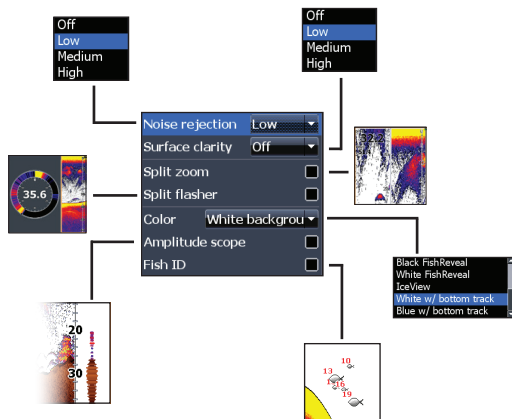 Off
Low
Medium
High
Off
Low
Medium
High
Noise rejection Low
Surface clarity Off
Split zoom
Split flasher
Color White backgrou
Amplitude scope
Fish ID
35.6
Black FishReveal
White FishReveal
IceView
White w/ bottom track
Blue w/ bottom track
20
30
10
13
16
19